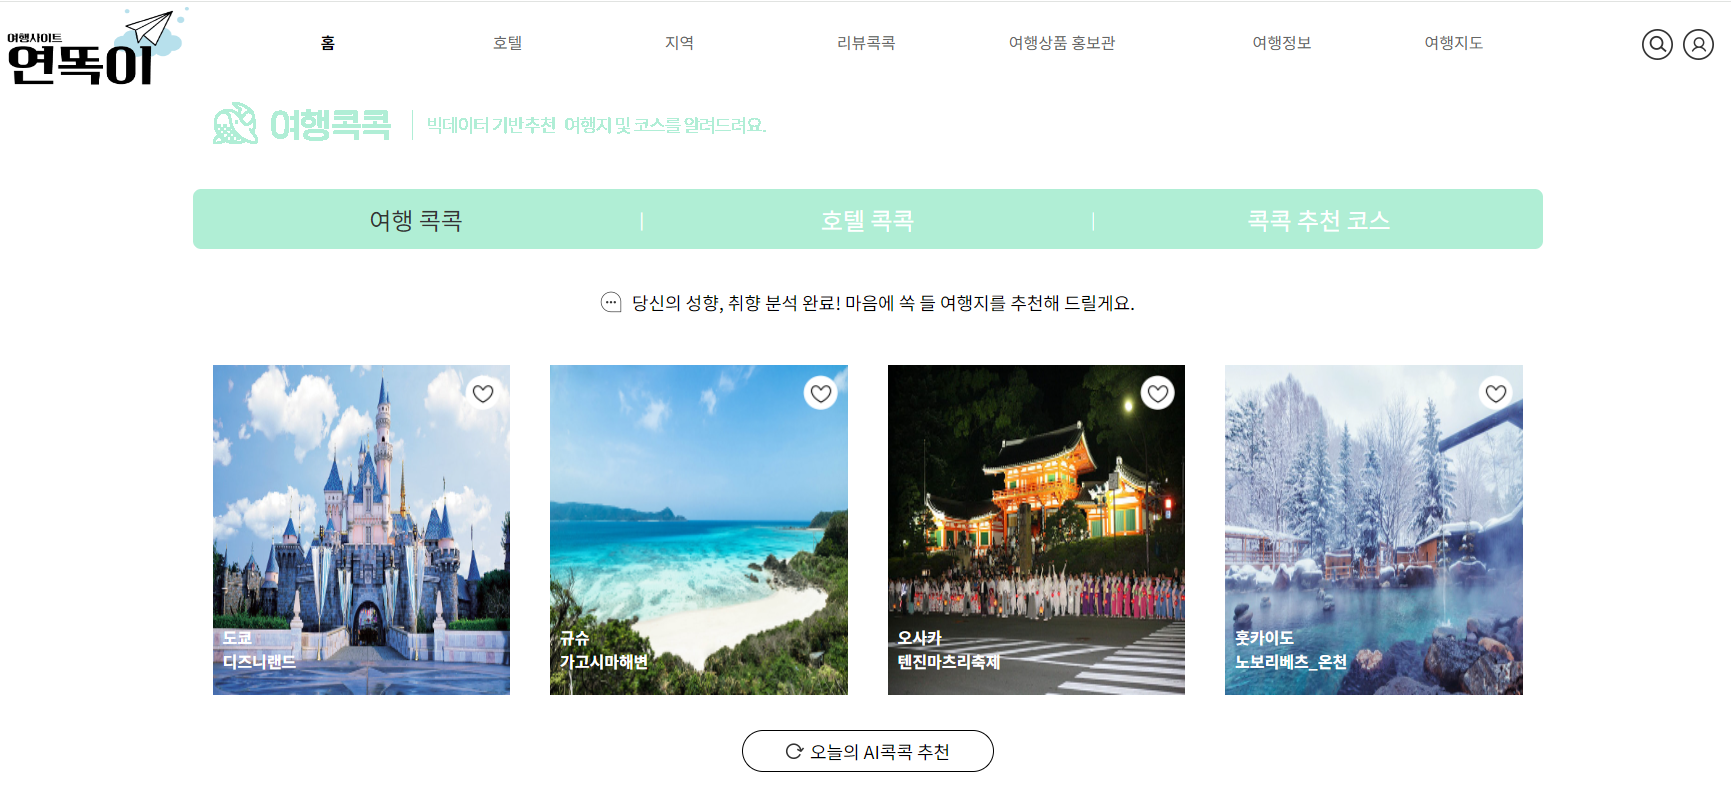 여행사이트
연똑이
홈
호텔
지역
리뷰콕콕
여행상품 홍보관
여행정보
여행지도
여행콕콕
빅데이터 기반추천 여행지 및 코스를 알려드려요.
여행 콕콕
호텔 콕콕
콕콕 추천 코스
당신의 성향, 취향 분석 완료! 마음에 쏙 들 여행지를 추천해 드릴게요.
도쿄
디즈니랜드
규슈
가고시마해변
오사카
텐진마츠리축제
홋카이도
노보리베츠_온천
오늘의 AI콕콕 추천